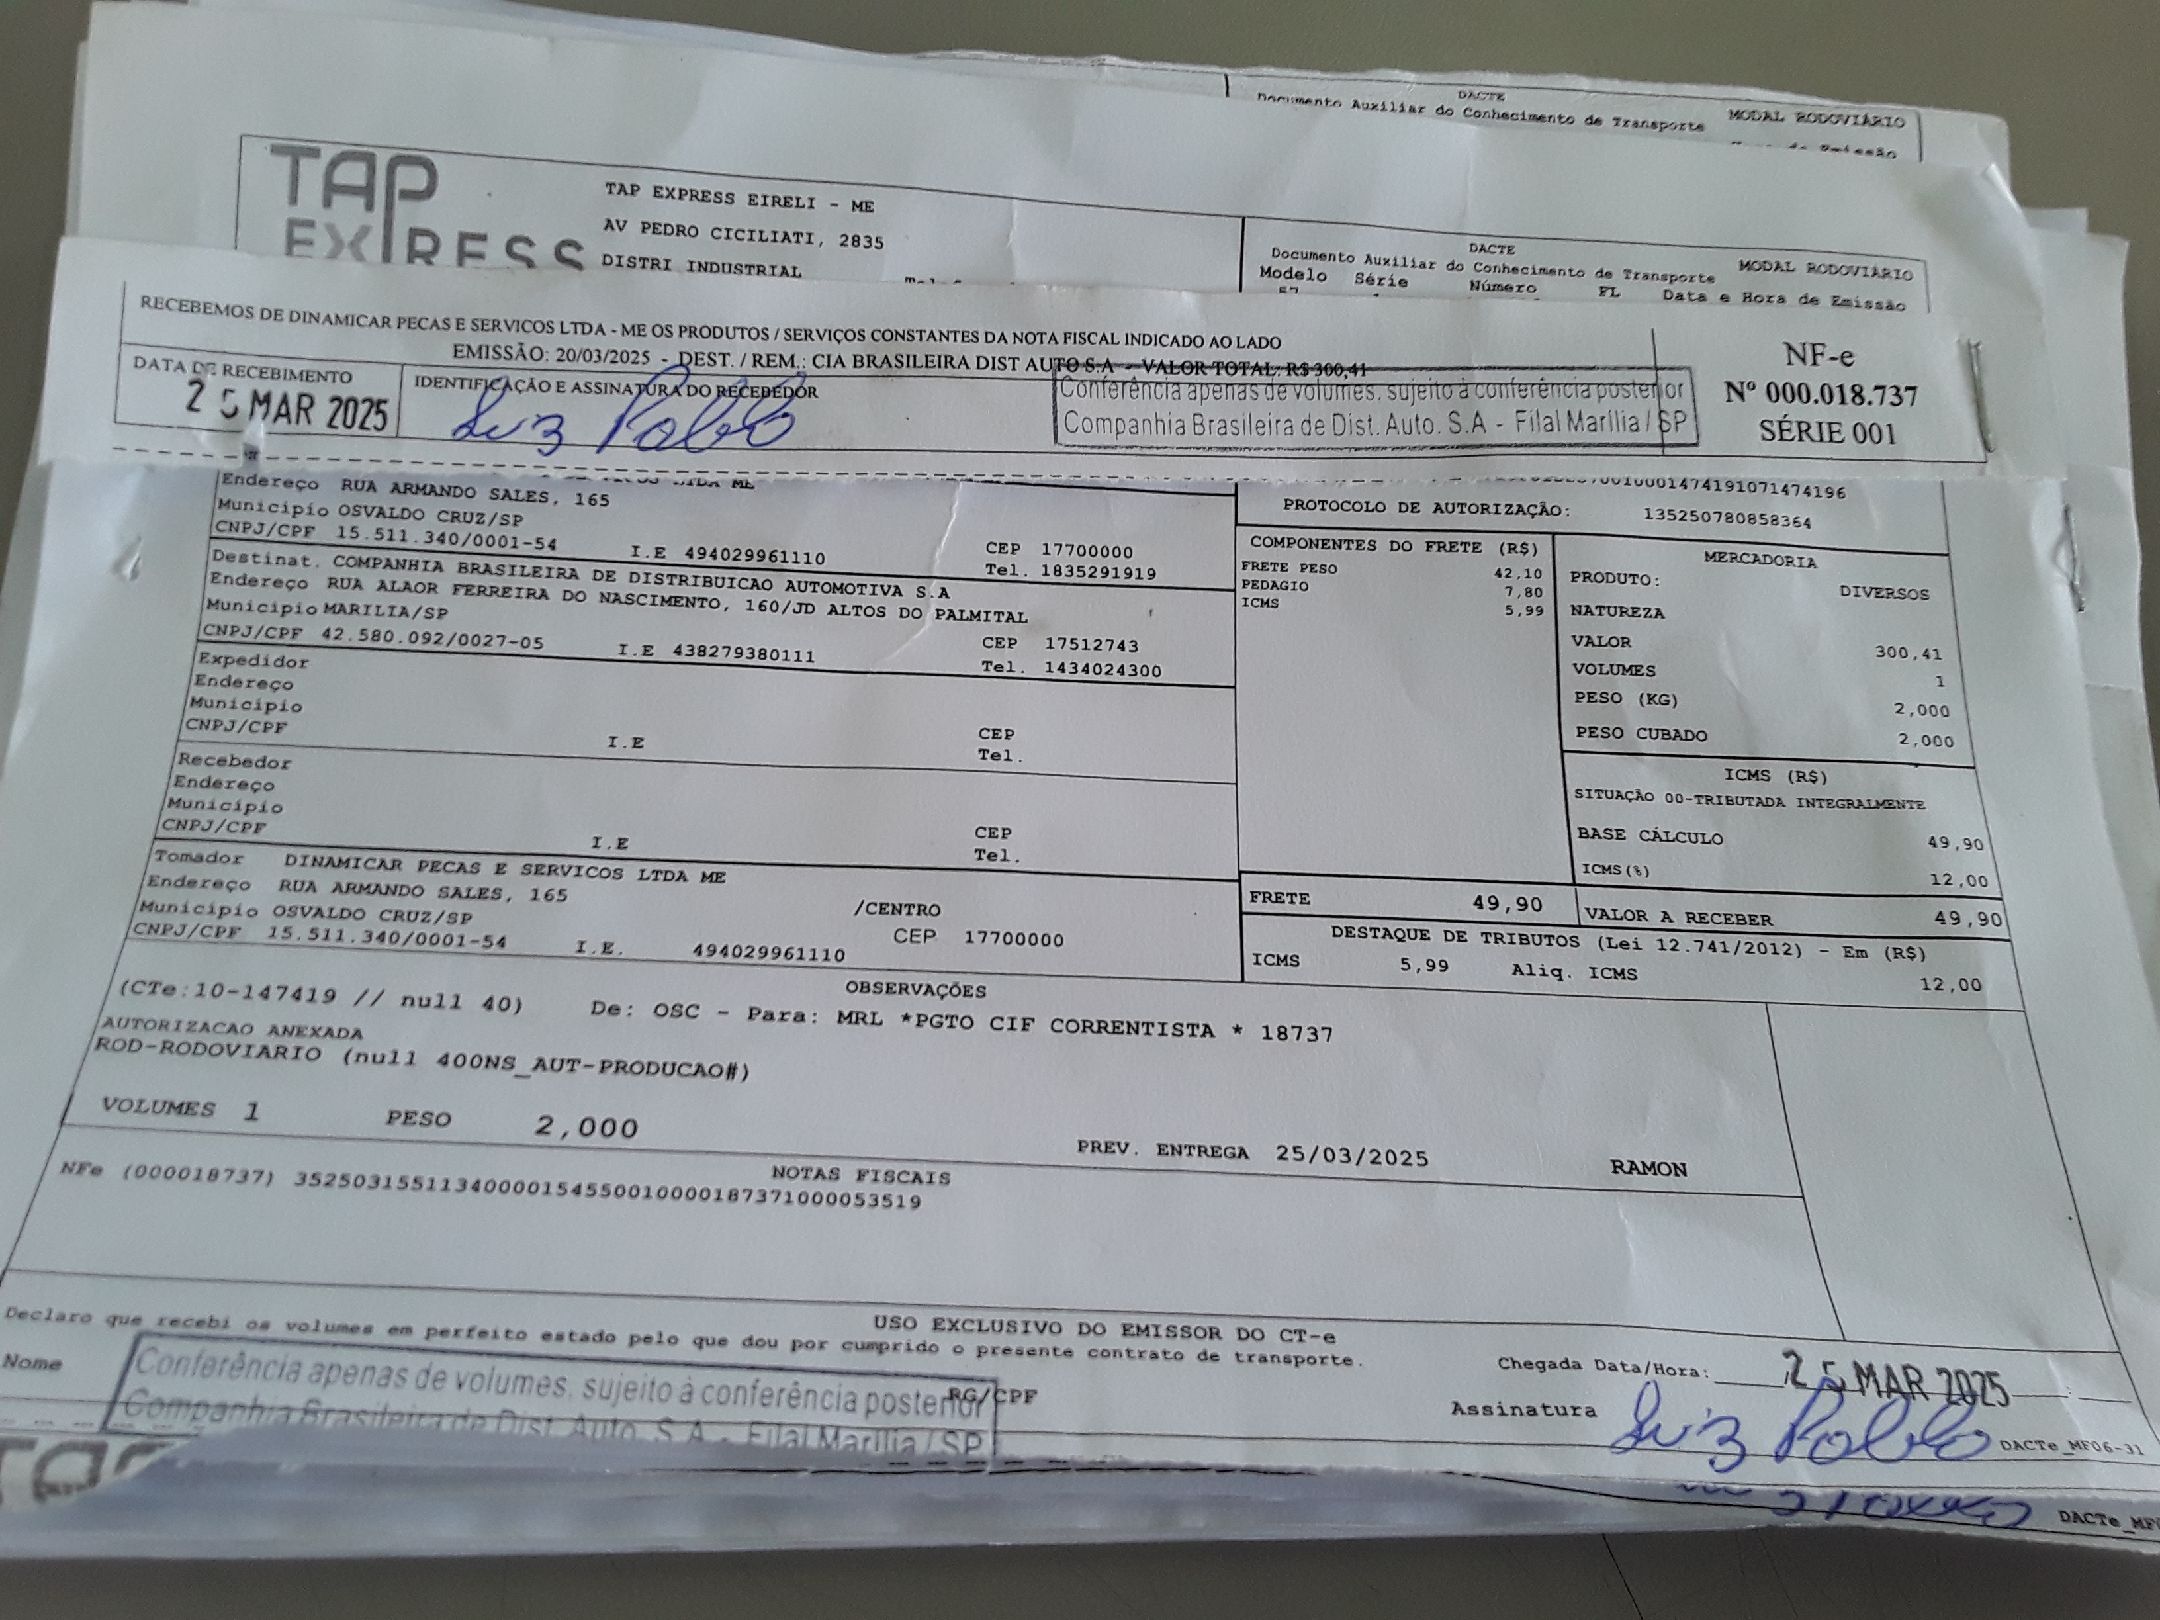 DACTE
Documento Auxiliar do Conhecimento de Transporte MODAL RODOVIÁRIO
TAP EXPRESS
TAP EXPRESS EIRELI - ME
AV PEDRO CICILIATI, 2835
DISTRI INDUSTRIAL
DACTE
Documento Auxiliar do Conhecimento de Transporte MODAL RODOVIÁRIO
Modelo Série Número FL Data e Hora de Emissão
RECEBEMOS DE DINAMICAR PECAS E SERVICOS LTDA - ME OS PRODUTOS / SERVIÇOS CONSTANTES DA NOTA FISCAL INDICADO AO LADO
EMISSÃO: 20/03/2025 - DEST. / REM.: CIA BRASILEIRA DIST AUTO S.A - VALOR TOTAL: R$ 300,41
DATA DE RECEBIMENTO
25 MAR 2025
IDENTIFICAÇÃO E ASSINATURA DO RECEBEDOR
Luiz Pablo
Conferência apenas de volumes, sujeito à conferência posterior
Companhia Brasileira de Dist. Auto. S.A - Filal Marília / SP
NF-e
Nº 000.018.737
SÉRIE 001
Endereço RUA ARMANDO SALES, 165
Município OSVALDO CRUZ/SP
CNPJ/CPF 15.511.340/0001-54 I.E 494029961110
CEP 17700000
Tel. 1835291919
Destinat. COMPANHIA BRASILEIRA DE DISTRIBUICAO AUTOMOTIVA S.A
Endereço RUA ALAOR FERREIRA DO NASCIMENTO, 160/JD ALTOS DO PALMITAL
Município MARILIA/SP
CNPJ/CPF 42.580.092/0027-05 I.E 438279380111
CEP 17512743
Tel. 1434024300
Expedidor
Endereço
Município
CNPJ/CPF I.E
CEP
Tel.
Recebedor
Endereço
Município
CNPJ/CPF I.E
CEP
Tel.
Tomador DINAMICAR PECAS E SERVICOS LTDA ME
Endereço RUA ARMANDO SALES, 165 /CENTRO
Município OSVALDO CRUZ/SP CEP 17700000
CNPJ/CPF 15.511.340/0001-54 I.E. 494029961110
PROTOCOLO DE AUTORIZAÇÃO: 135250780858364
COMPONENTES DO FRETE (R$)
FRETE PESO 42,10
PEDAGIO 7,80
ICMS 5,99
MERCADORIA
PRODUTO: DIVERSOS
NATUREZA
VALOR 300,41
VOLUMES 1
PESO (KG) 2,000
PESO CUBADO 2,000
ICMS (R$)
SITUAÇÃO 00-TRIBUTADA INTEGRALMENTE
BASE CÁLCULO 49,90
ICMS(%) 12,00
FRETE 49,90 VALOR A RECEBER 49,90
DESTAQUE DE TRIBUTOS (Lei 12.741/2012) - Em (R$)
ICMS 5,99 Aliq. ICMS 12,00
OBSERVAÇÕES
(CTe:10-147419 // null 40) De: OSC - Para: MRL *PGTO CIF CORRENTISTA * 18737
AUTORIZACAO ANEXADA
ROD-RODOVIARIO (null 400NS_AUT-PRODUCAO#)
VOLUMES 1 PESO 2,000
PREV. ENTREGA 25/03/2025 RAMON
NOTAS FISCAIS
NFe (000018737) 35250315511340000154550010000187371000053519
USO EXCLUSIVO DO EMISSOR DO CT-e
Declaro que recebi os volumes em perfeito estado pelo que dou por cumprido o presente contrato de transporte.
Nome
Conferência apenas de volumes, sujeito à conferência posterior
Companhia Brasileira de Dist. Auto. S.A - Filal Marília / SP
RG/CPF
Chegada Data/Hora: 25 MAR 2025
Assinatura Luiz Pablo
DACTe_MF06-31